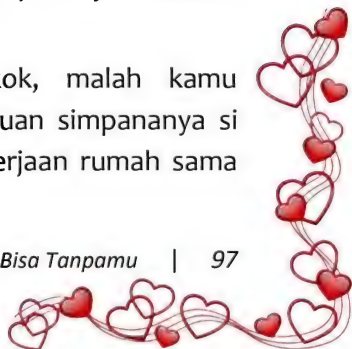 ok, malah kamu
uan simpananya si
erjaan rumah sama
Bisa Tanpamu | 97